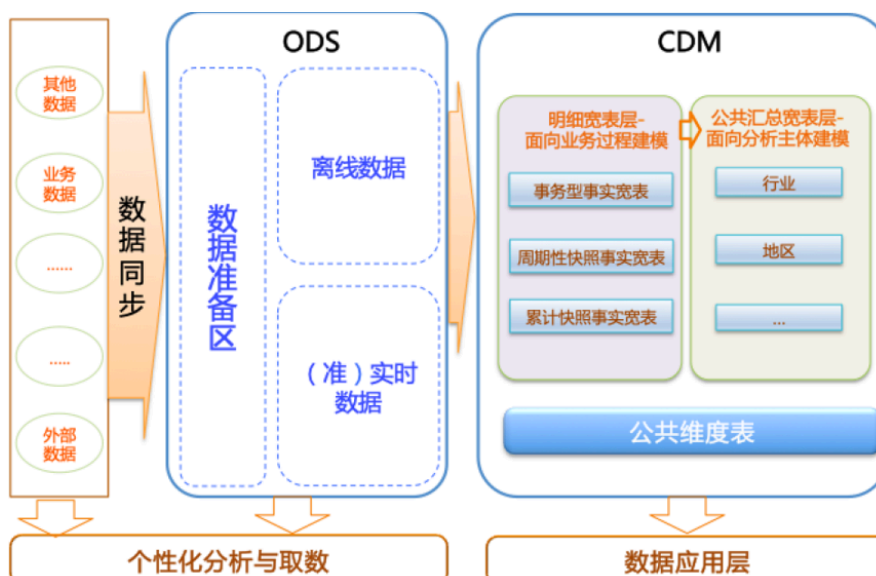 其他
数据
业务
数据
......
.....
外部
数据
数据同步
ODS
数据准备区
离线数据
（准）实时
数据
CDM
明细宽表层-
面向业务过程建模
事务型事实宽表
周期性快照事实宽表
累计快照事实宽表
公共汇总宽表层-
面向分析主体建模
行业
地区
...
公共维度表
个性化分析与取数
数据应用层